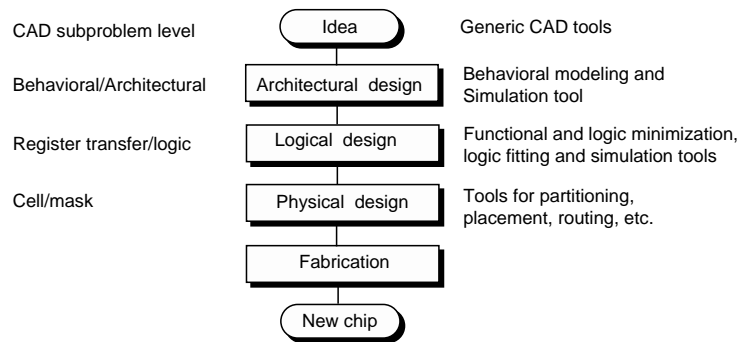 CAD subproblem level
Idea
Generic CAD tools
Behavioral/Architectural
Architectural design
Behavioral modeling and
Simulation tool
Register transfer/logic
Logical design
Functional and logic minimization,
logic fitting and simulation tools
Cell/mask
Physical design
Tools for partitioning,
placement, routing, etc.
Fabrication
New chip